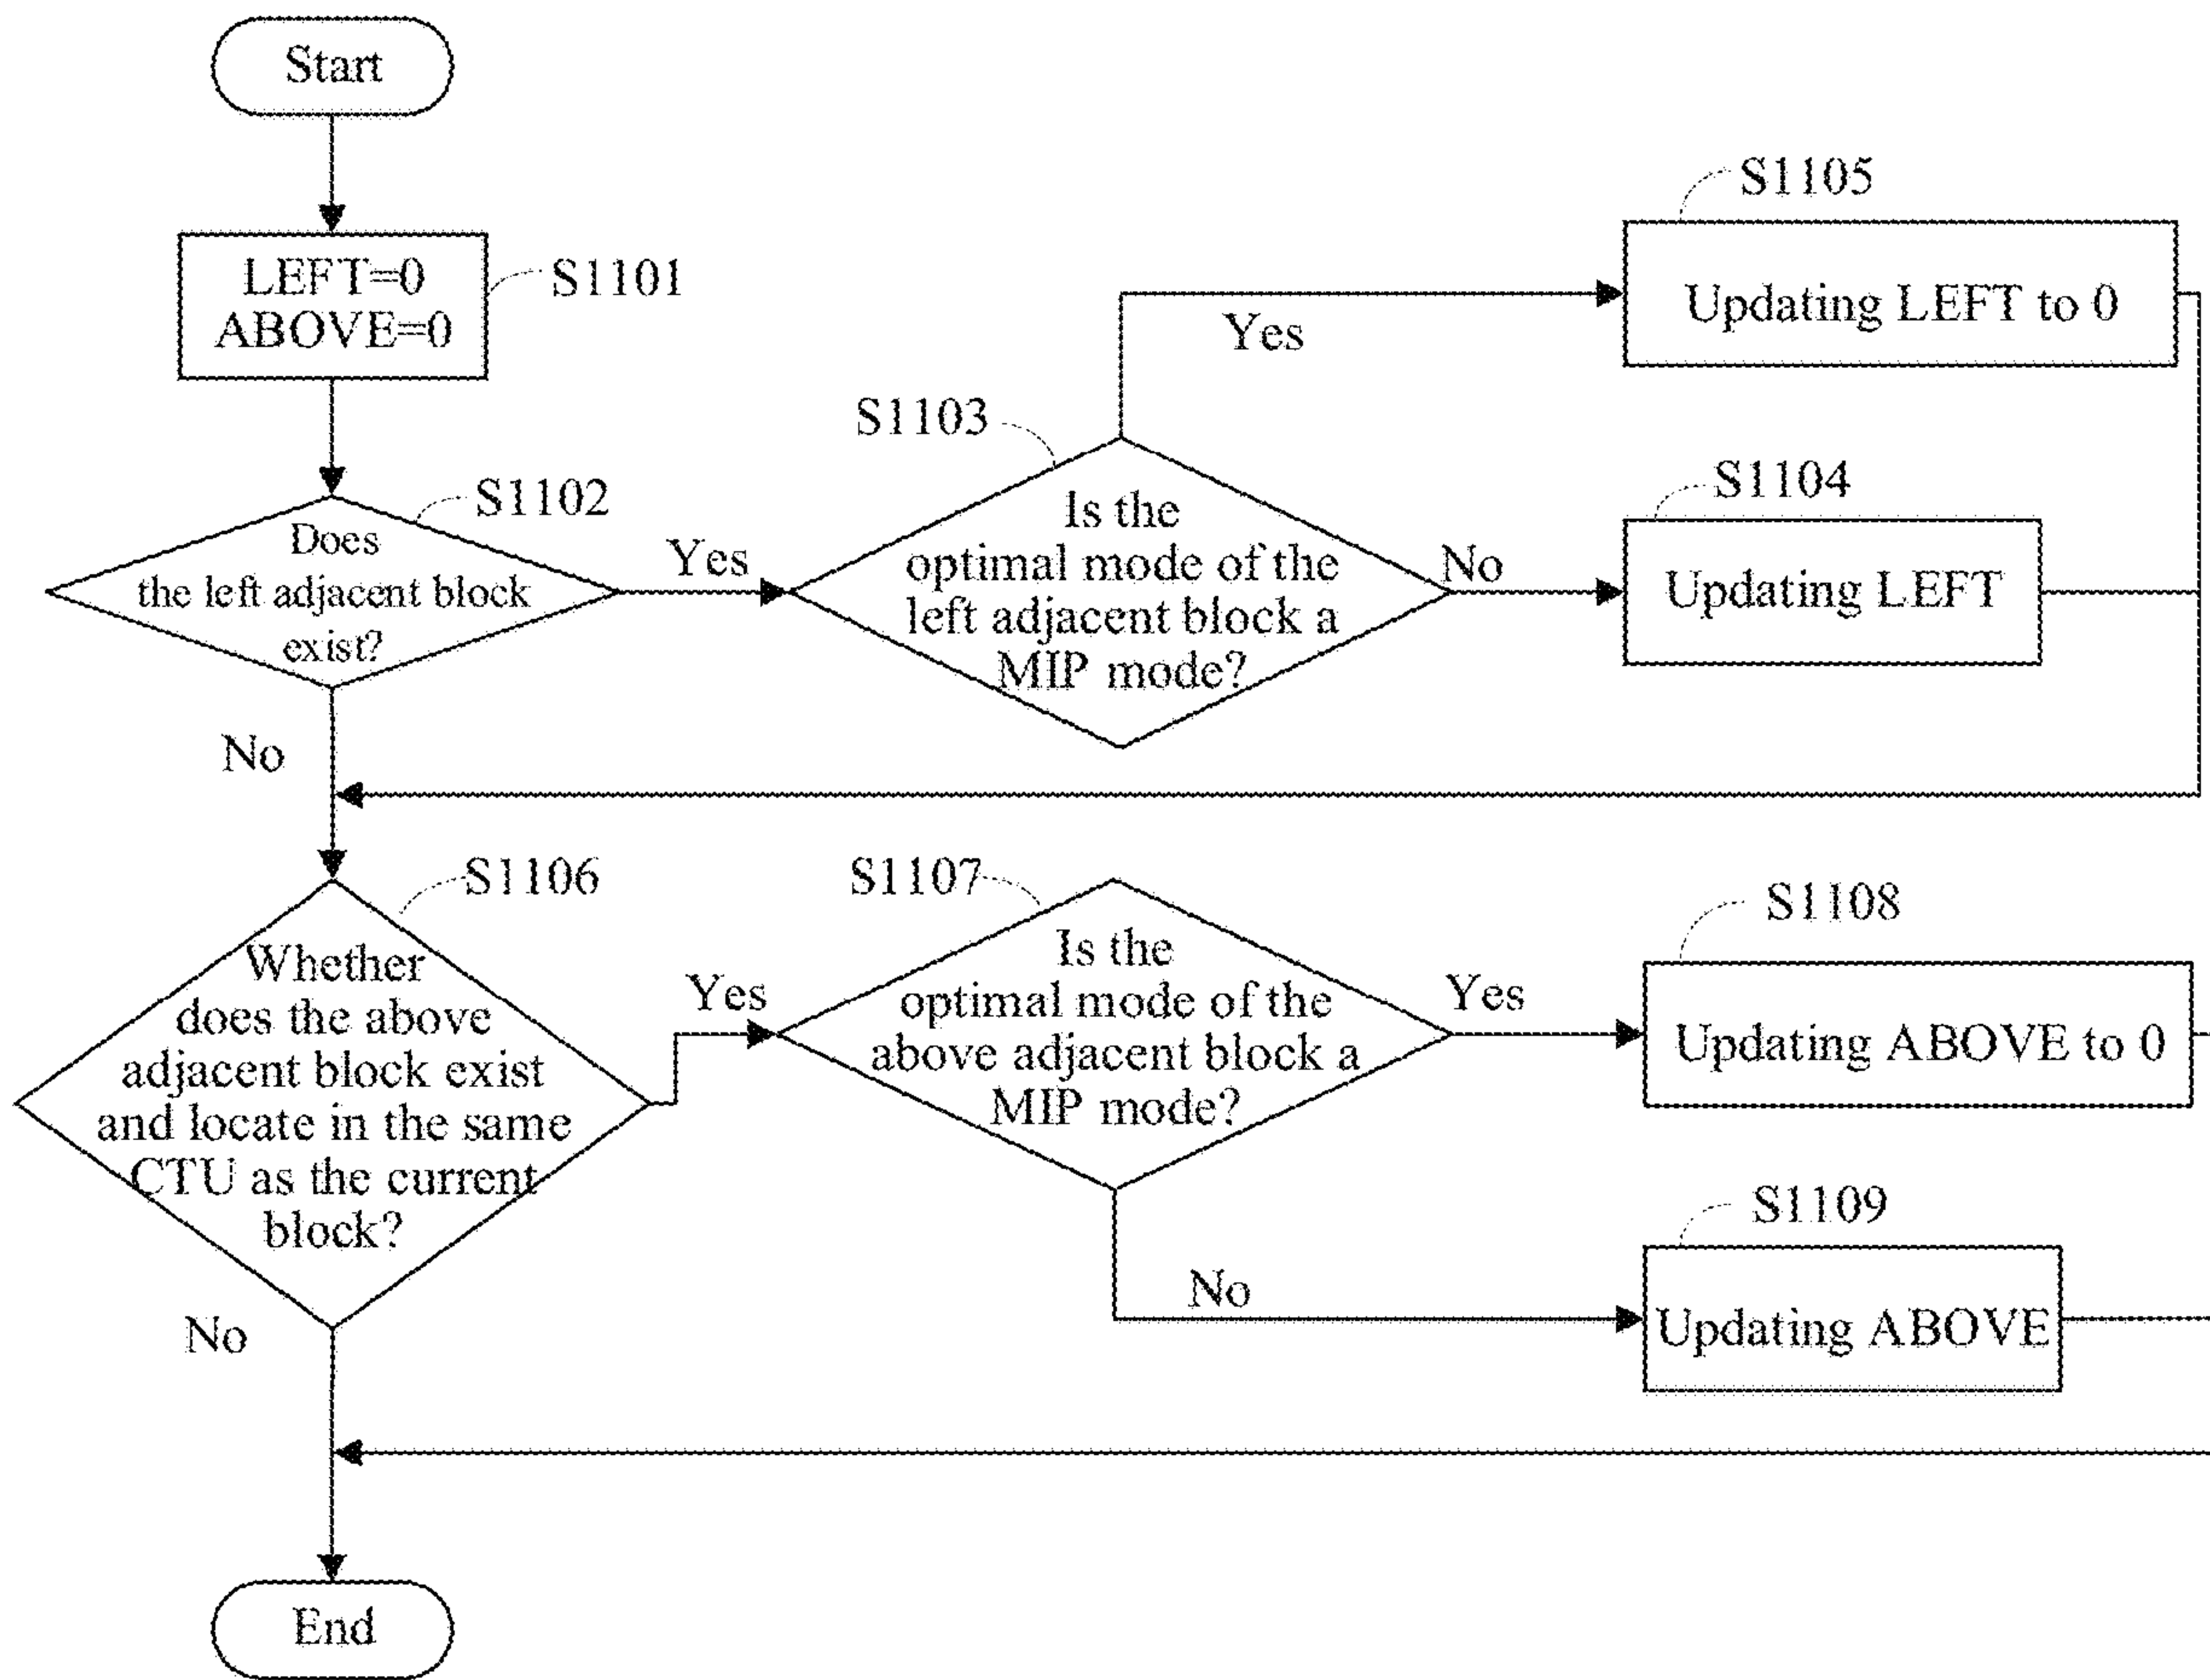 Start
LEFT=0
ABOVE=0
S1101
S1102
Does
the left adjacent block
exist?
Yes
No
S1103
Is the
optimal mode of the
left adjacent block a
MIP mode?
Yes
No
S1105
Updating LEFT to 0
S1104
Updating LEFT
S1106
Whether
does the above
adjacent block exist
and locate in the same
CTU as the current
block?
Yes
No
S1107
Is the
optimal mode of the
above adjacent block a
MIP mode?
Yes
No
S1108
Updating ABOVE to 0
S1109
Updating ABOVE
End